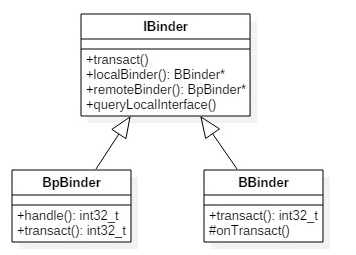 IBinder
+transact()
+localBinder(): BBinder*
+remoteBinder(): BpBinder*
+queryLocalInterface()
BpBinder
+handle(): int32_t
+transact(): int32_t
BBinder
+transact(): int32_t
#onTransact()